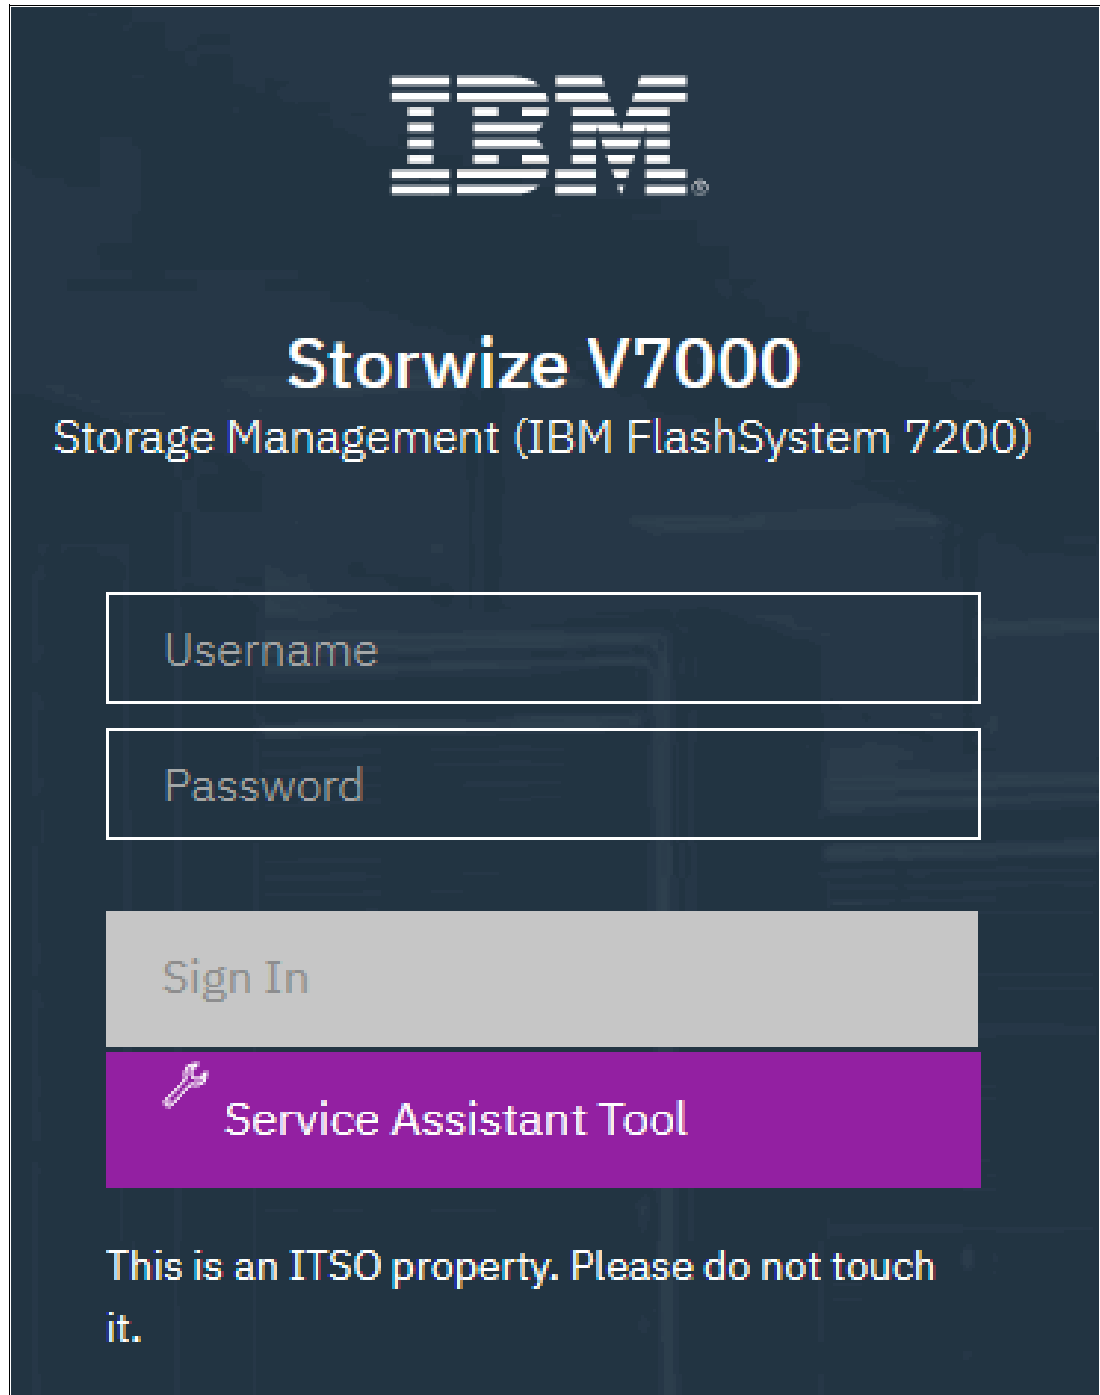 IBM®
Storwize V7000
Storage Management (IBM FlashSystem 7200)
Username
Password
Sign In
Service Assistant Tool
This is an ITSO property. Please do not touch
it.